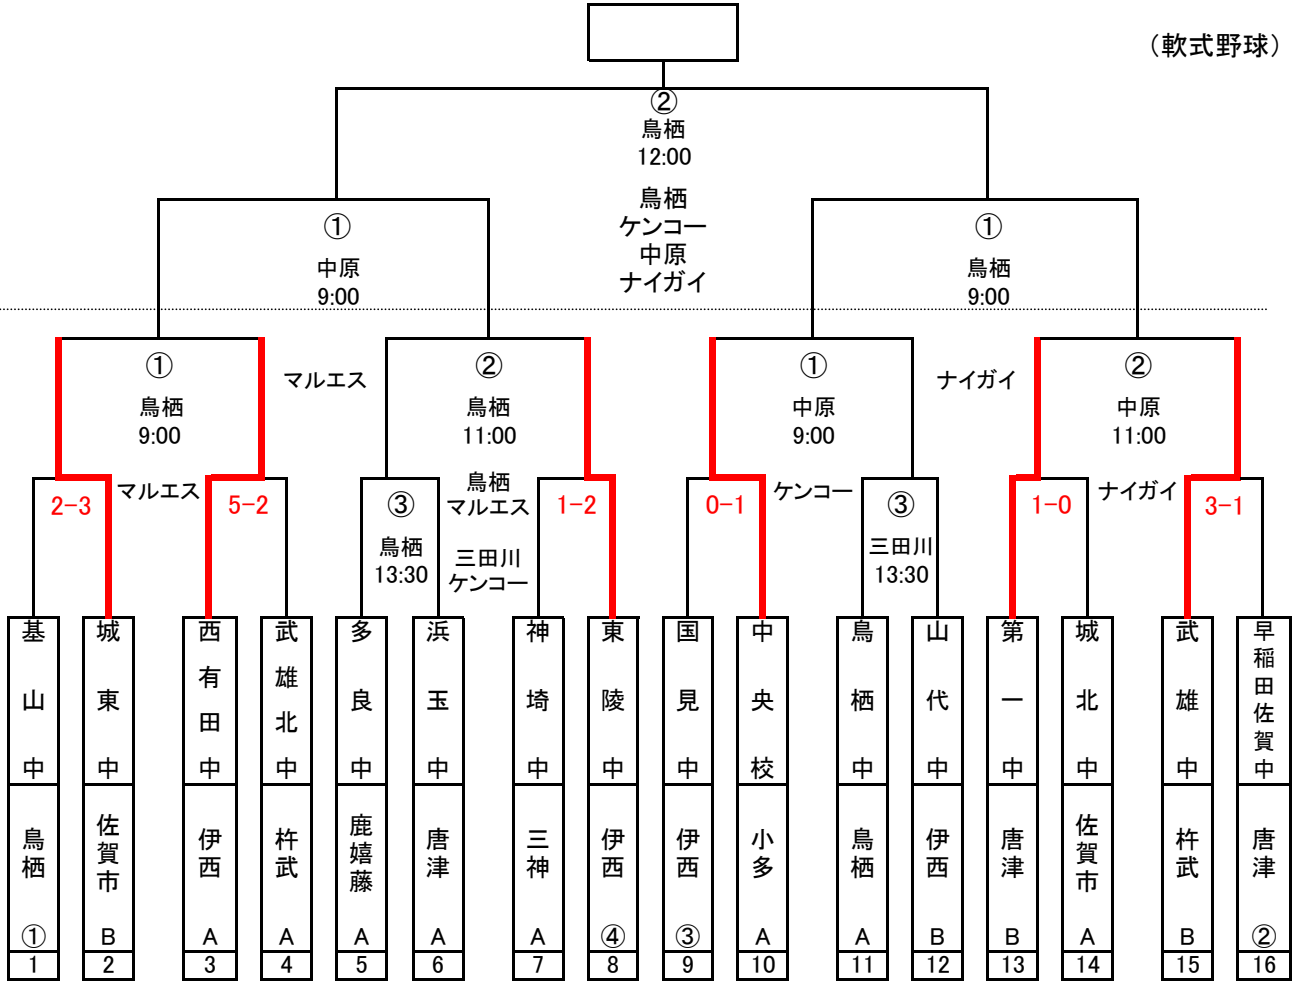 （軟式野球）
②
鳥栖
12:00
鳥栖
ケンコー
中原
ナイガイ
①
中原
9:00
①
鳥栖
9:00
①
鳥栖
9:00
マルエス
②
鳥栖
11:00
①
中原
9:00
ナイガイ
②
中原
11:00
2-3
マルエス
5-2
③
鳥栖
13:30
鳥栖
マルエス
三田川
ケンコー
1-2
0-1
ケンコー
③
三田川
13:30
1-0
ナイガイ
3-1
基山中
鳥栖
①
1
城東中
佐賀市
B
2
西有田中
伊西
A
3
武雄北中
杵武
A
4
多良中
鹿嬉藤
A
5
浜玉中
唐津
A
6
神埼中
三神
A
7
東陵中
伊西
④
8
国見中
伊西
③
9
中央校
小多
A
10
鳥栖中
鳥栖
A
11
山代中
伊西
B
12
第一中
唐津
B
13
城北中
佐賀市
A
14
武雄中
杵武
B
15
早稲田佐賀中
唐津
②
16